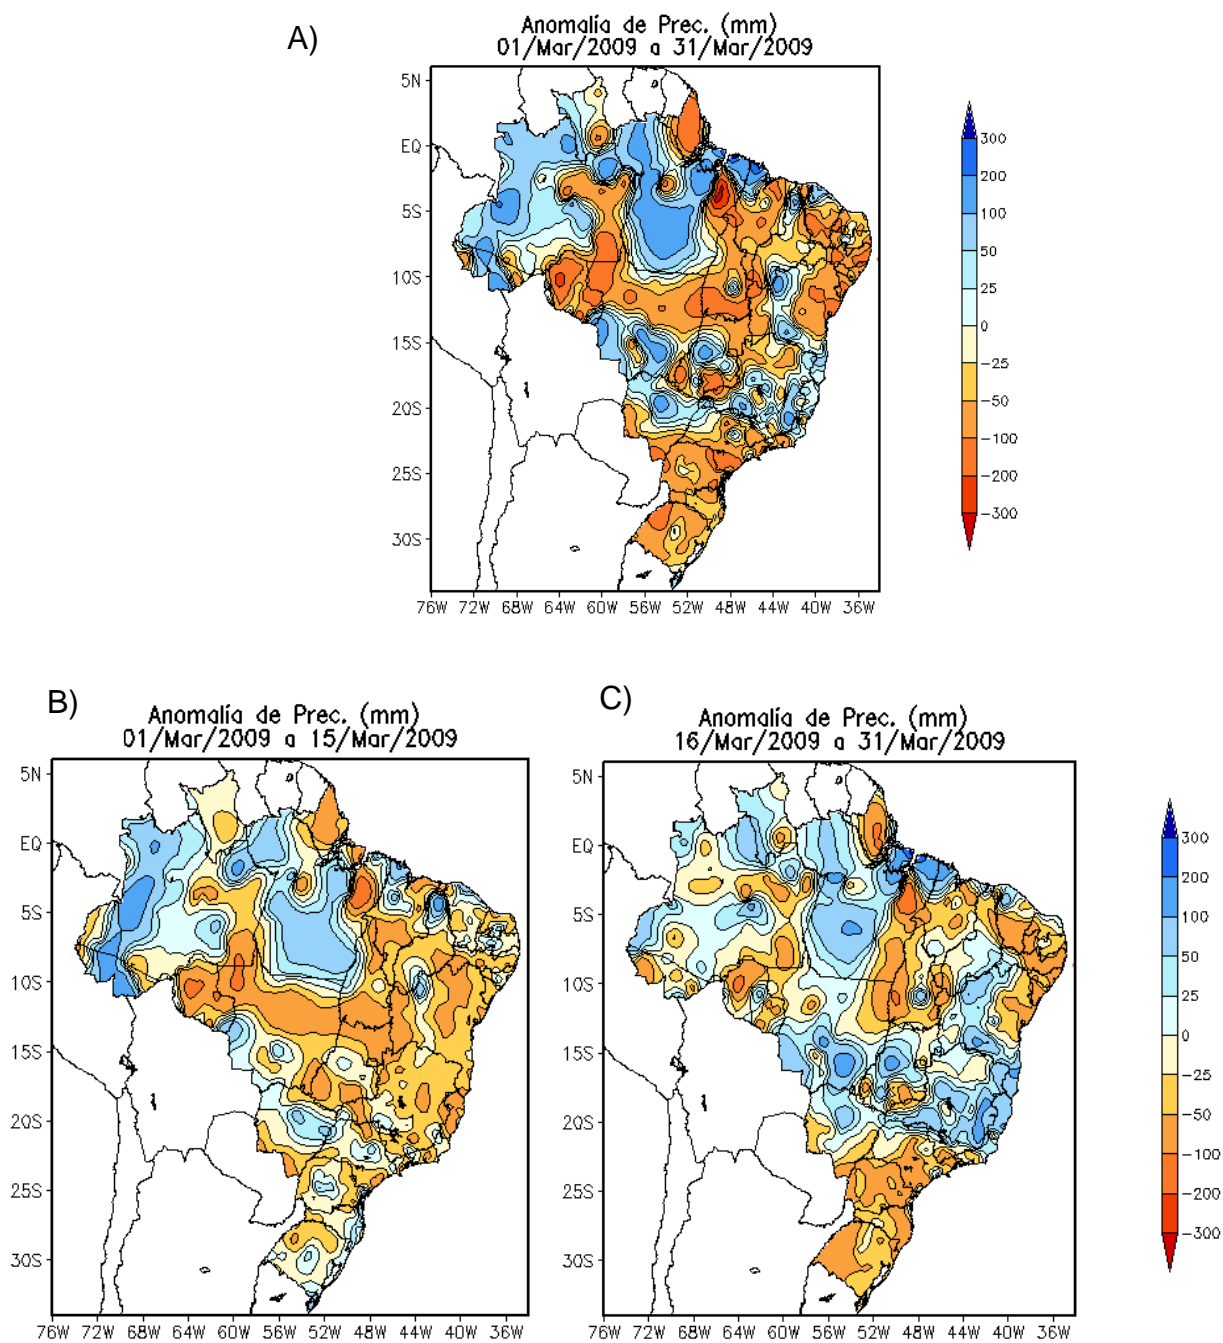 A)
Anomalía de Prec. (mm)
01/Mar/2009 a 31/Mar/2009
5N
EQ
5S
10S
15S
20S
25S
30S
76W 72W 68W 64W 60W 56W 52W 48W 44W 40W 36W
300
200
100
50
25
0
-25
-50
-100
-200
-300
B)
Anomalía de Prec. (mm)
01/Mar/2009 a 15/Mar/2009
5N
EQ
5S
10S
15S
20S
25S
30S
76W 72W 68W 64W 60W 56W 52W 48W 44W 40W 36W
C)
Anomalía de Prec. (mm)
16/Mar/2009 a 31/Mar/2009
5N
EQ
5S
10S
15S
20S
25S
30S
76W 72W 68W 64W 60W 56W 52W 48W 44W 40W 36W
300
200
100
50
25
0
-25
-50
-100
-200
-300